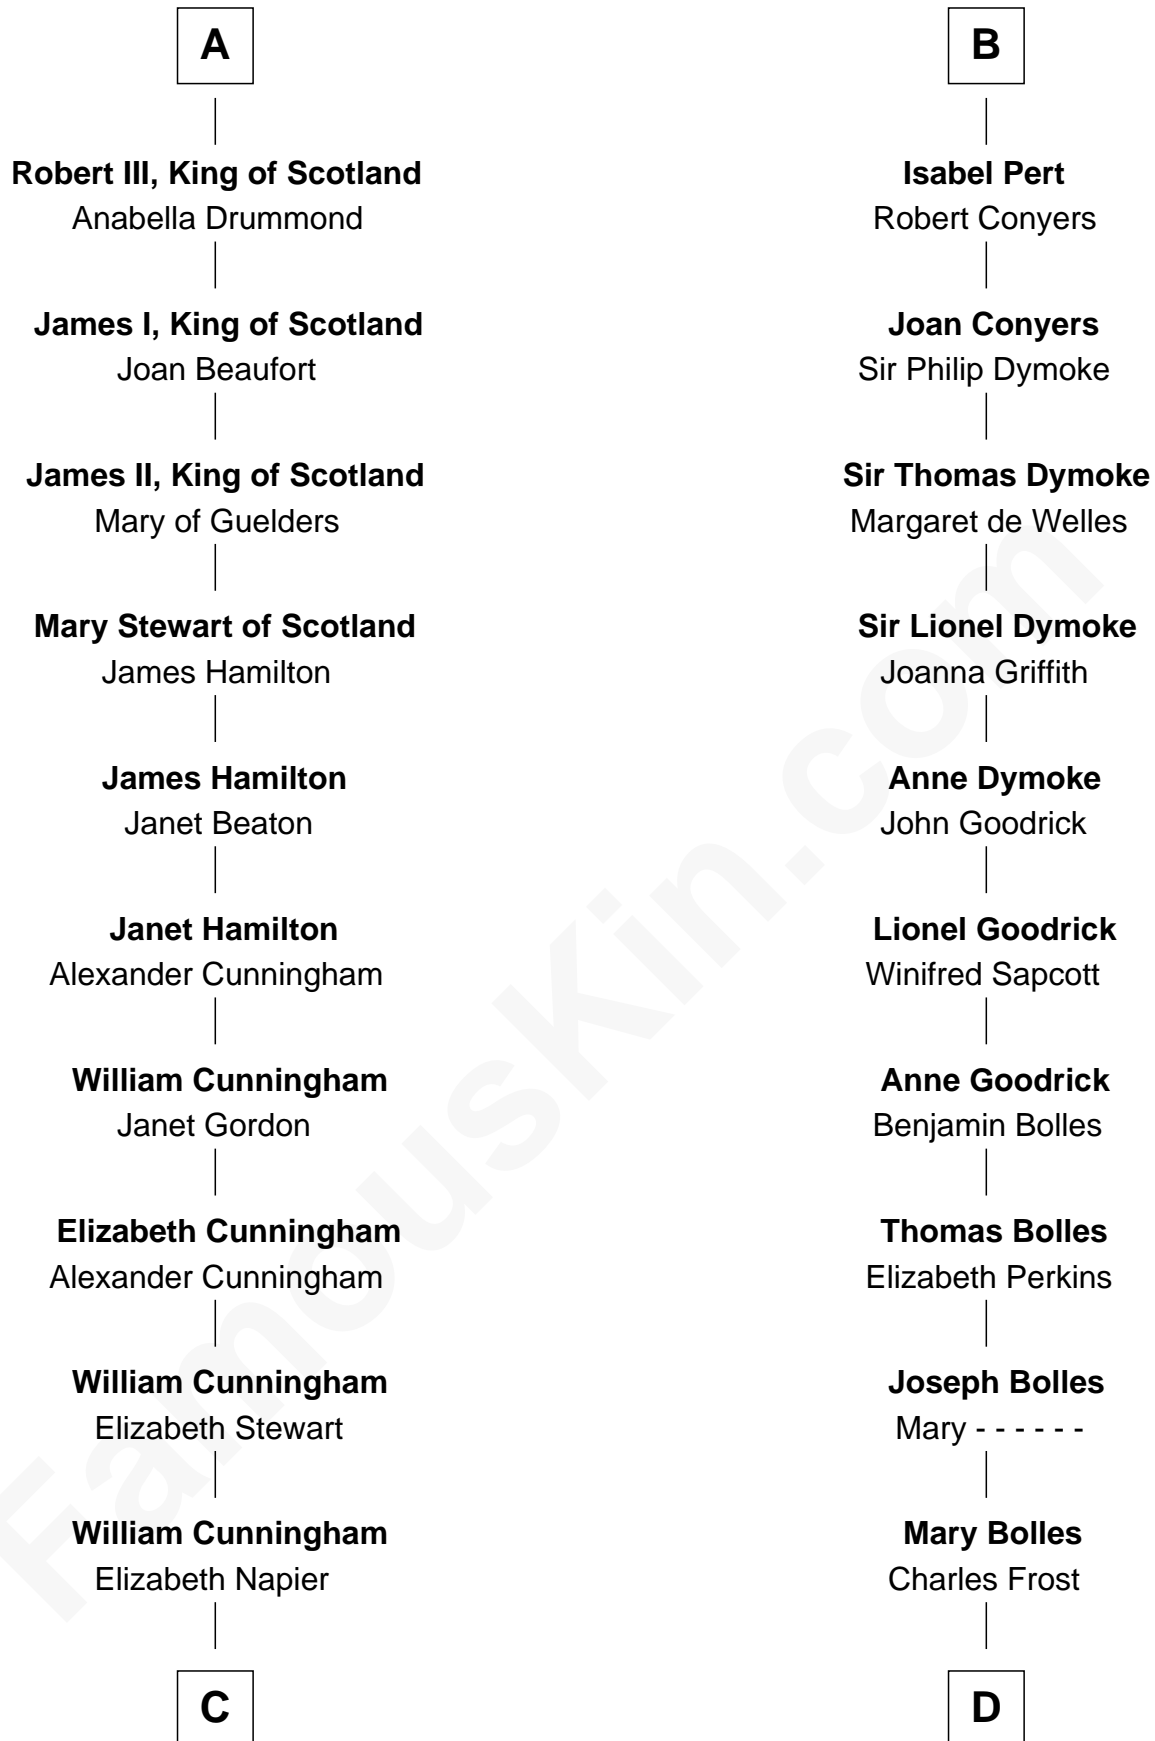 A
Robert III, King of Scotland
Anabella Drummond
James I, King of Scotland
Joan Beaufort
James II, King of Scotland
Mary of Guelders
Mary Stewart of Scotland
James Hamilton
James Hamilton
Janet Beaton
Janet Hamilton
Alexander Cunningham
William Cunningham
Janet Gordon
Elizabeth Cunningham
Alexander Cunningham
William Cunningham
Elizabeth Stewart
William Cunningham
Elizabeth Napier
C
B
Isabel Pert
Robert Conyers
Joan Conyers
Sir Philip Dymoke
Sir Thomas Dymoke
Margaret de Welles
Sir Lionel Dymoke
Joanna Griffith
Anne Dymoke
John Goodrick
Lionel Goodrick
Winifred Sapcott
Anne Goodrick
Benjamin Bolles
Thomas Bolles
Elizabeth Perkins
Joseph Bolles
Mary - - - - - -
Mary Bolles
Charles Frost
D
FamousKin.com